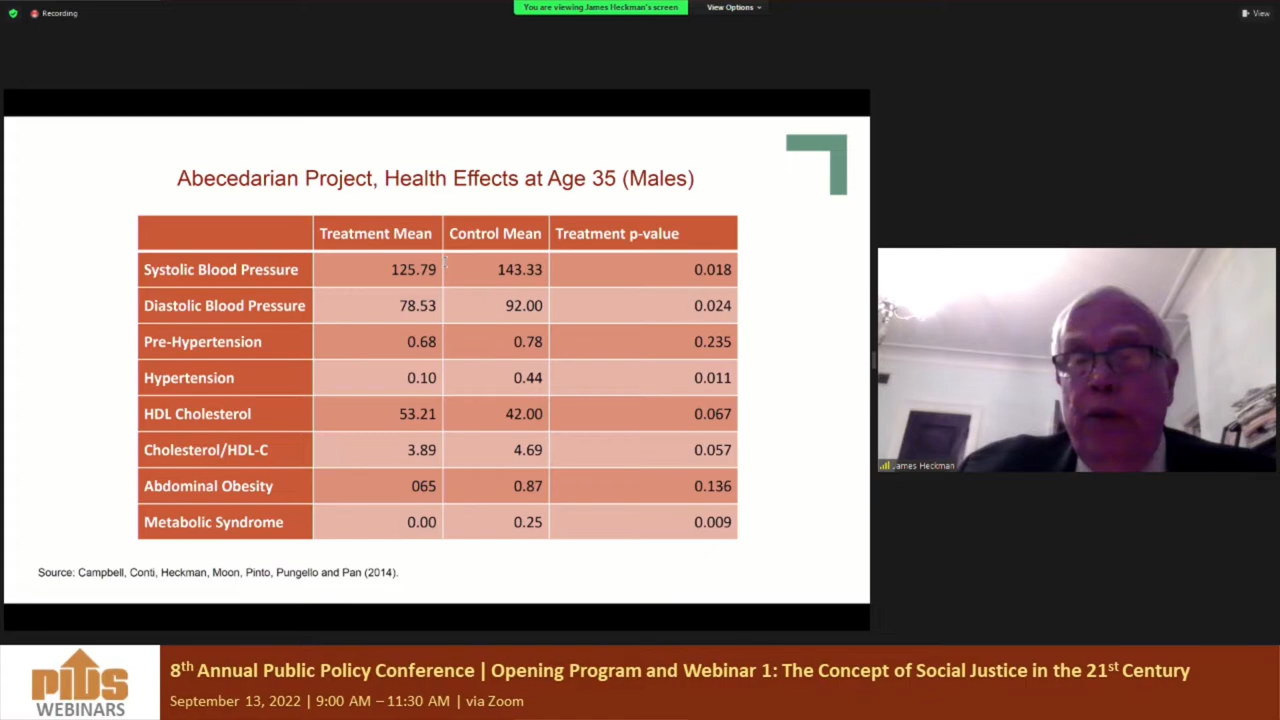 Recording
You are viewing James Heckman's screen
View Options
View
Abecedarian Project, Health Effects at Age 35 (Males)
Treatment Mean Control Mean Treatment p-value
Systolic Blood Pressure 125.79 143.33 0.018
Diastolic Blood Pressure 78.53 92.00 0.024
Pre-Hypertension 0.68 0.78 0.235
Hypertension 0.10 0.44 0.011
HDL Cholesterol 53.21 42.00 0.067
Cholesterol/HDL-C 3.89 4.69 0.057
Abdominal Obesity 065 0.87 0.136
Metabolic Syndrome 0.00 0.25 0.009
Source: Campbell, Conti, Heckman, Moon, Pinto, Pungello and Pan (2014).
James Heckman
PIDS
WEBINARS
8th Annual Public Policy Conference | Opening Program and Webinar 1: The Concept of Social Justice in the 21st Century
September 13, 2022 | 9:00 AM – 11:30 AM | via Zoom